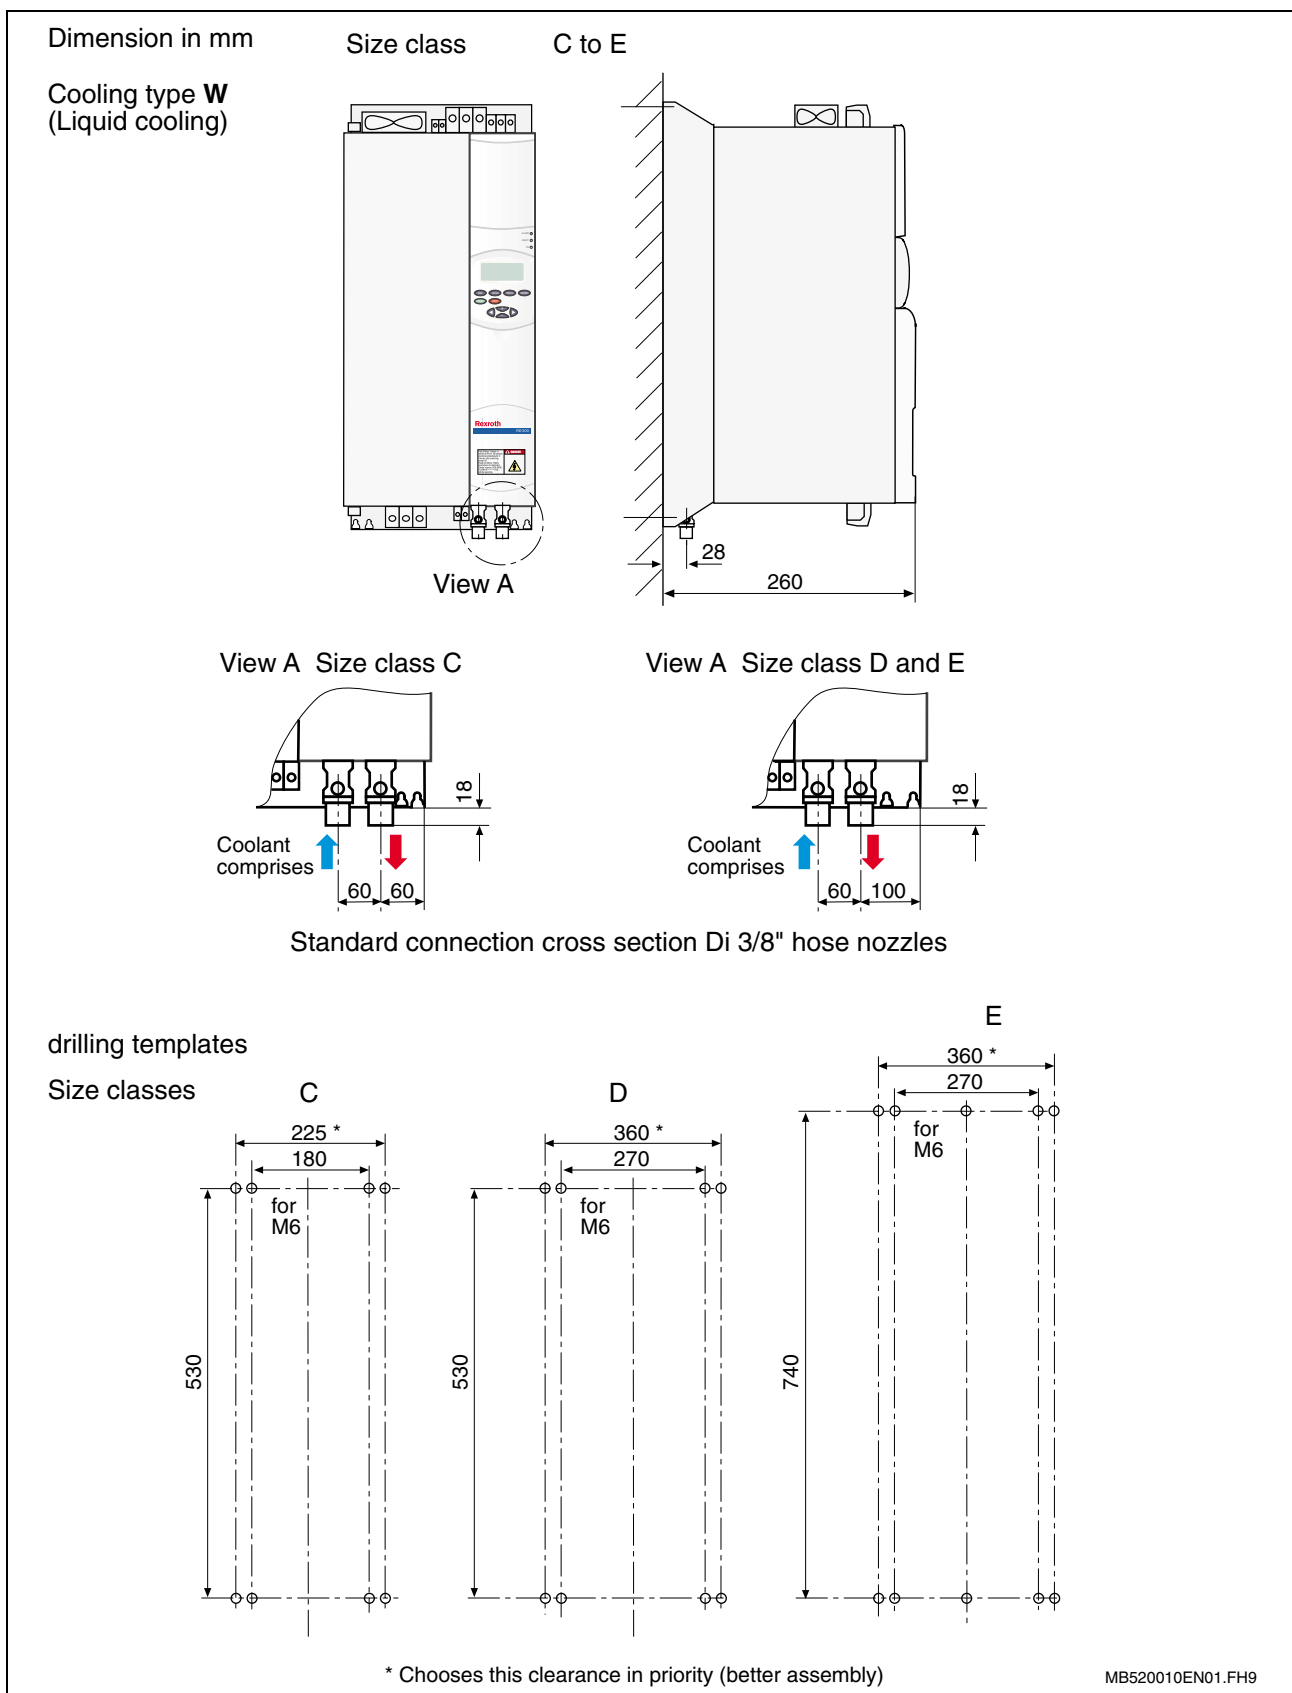 Dimension in mm
Size class
C to E
Cooling type W
(Liquid cooling)
Rexroth
View A
28
260
View A Size class C
View A Size class D and E
18
18
Coolant
comprises
60 60
Coolant
comprises
60 100
Standard connection cross section Di 3/8" hose nozzles
drilling templates
Size classes
C
D
E
225 *
180
for
M6
530
360 *
270
for
M6
530
360 *
270
for
M6
740
* Chooses this clearance in priority (better assembly)
MB520010EN01.FH9